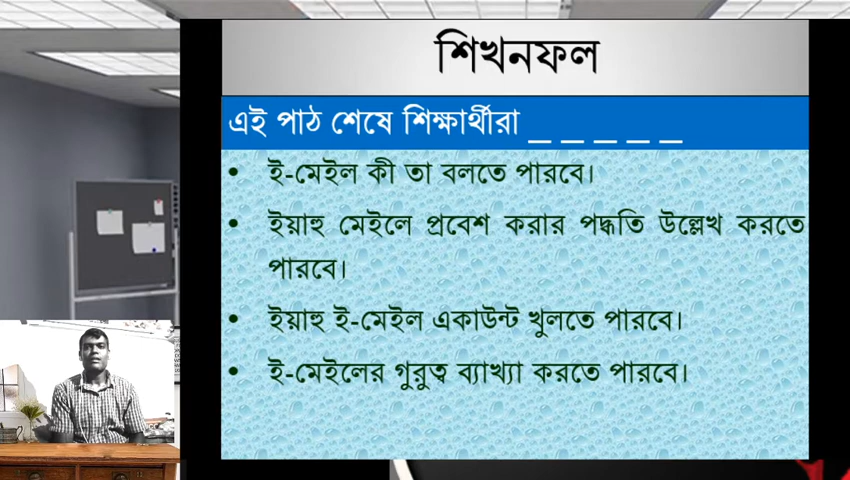 শিখনফল
এই পাঠ শেষে শিক্ষার্থীরা _ _ _ _ _
• ই-মেইল কী তা বলতে পারবে।
• ইয়াহু মেইলে প্রবেশ করার পদ্ধতি উল্লেখ করতে
পারবে।
• ইয়াহু ই-মেইল একাউন্ট খুলতে পারবে।
• ই-মেইলের গুরুত্ব ব্যাখ্যা করতে পারবে।